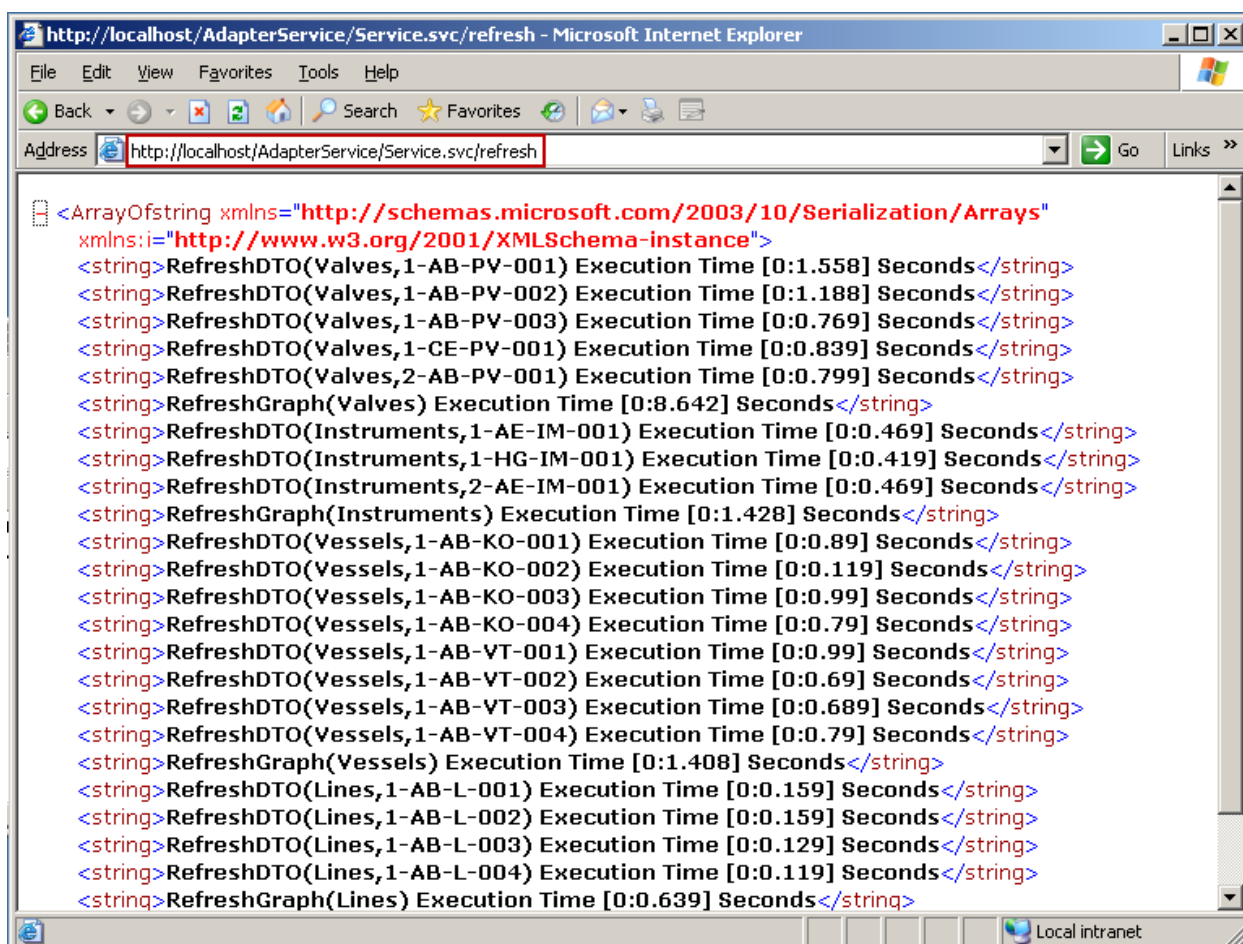 http://localhost/AdapterService/Service.svc/refresh - Microsoft Internet Explorer
File Edit View Favorites Tools Help
Back Search Favorites
Address http://localhost/AdapterService/Service.svc/refresh Go Links »
- <ArrayOfstring xmlns="http://schemas.microsoft.com/2003/10/Serialization/Arrays"
xmlns:i="http://www.w3.org/2001/XMLSchema-instance">
<string>RefreshDTO(Valves,1-AB-PV-001) Execution Time [0:1.558] Seconds</string>
<string>RefreshDTO(Valves,1-AB-PV-002) Execution Time [0:1.188] Seconds</string>
<string>RefreshDTO(Valves,1-AB-PV-003) Execution Time [0:0.769] Seconds</string>
<string>RefreshDTO(Valves,1-CE-PV-001) Execution Time [0:0.839] Seconds</string>
<string>RefreshDTO(Valves,2-AB-PV-001) Execution Time [0:0.799] Seconds</string>
<string>RefreshGraph(Valves) Execution Time [0:8.642] Seconds</string>
<string>RefreshDTO(Instruments,1-AE-IM-001) Execution Time [0:0.469] Seconds</string>
<string>RefreshDTO(Instruments,1-HG-IM-001) Execution Time [0:0.419] Seconds</string>
<string>RefreshDTO(Instruments,2-AE-IM-001) Execution Time [0:0.469] Seconds</string>
<string>RefreshGraph(Instruments) Execution Time [0:1.428] Seconds</string>
<string>RefreshDTO(Vessels,1-AB-KO-001) Execution Time [0:0.89] Seconds</string>
<string>RefreshDTO(Vessels,1-AB-KO-002) Execution Time [0:0.119] Seconds</string>
<string>RefreshDTO(Vessels,1-AB-KO-003) Execution Time [0:0.99] Seconds</string>
<string>RefreshDTO(Vessels,1-AB-KO-004) Execution Time [0:0.79] Seconds</string>
<string>RefreshDTO(Vessels,1-AB-VT-001) Execution Time [0:0.99] Seconds</string>
<string>RefreshDTO(Vessels,1-AB-VT-002) Execution Time [0:0.69] Seconds</string>
<string>RefreshDTO(Vessels,1-AB-VT-003) Execution Time [0:0.689] Seconds</string>
<string>RefreshDTO(Vessels,1-AB-VT-004) Execution Time [0:0.79] Seconds</string>
<string>RefreshGraph(Vessels) Execution Time [0:1.408] Seconds</string>
<string>RefreshDTO(Lines,1-AB-L-001) Execution Time [0:0.159] Seconds</string>
<string>RefreshDTO(Lines,1-AB-L-002) Execution Time [0:0.159] Seconds</string>
<string>RefreshDTO(Lines,1-AB-L-003) Execution Time [0:0.129] Seconds</string>
<string>RefreshDTO(Lines,1-AB-L-004) Execution Time [0:0.119] Seconds</string>
<string>RefreshGraph(Lines) Execution Time [0:0.639] Seconds</string>
Local intranet